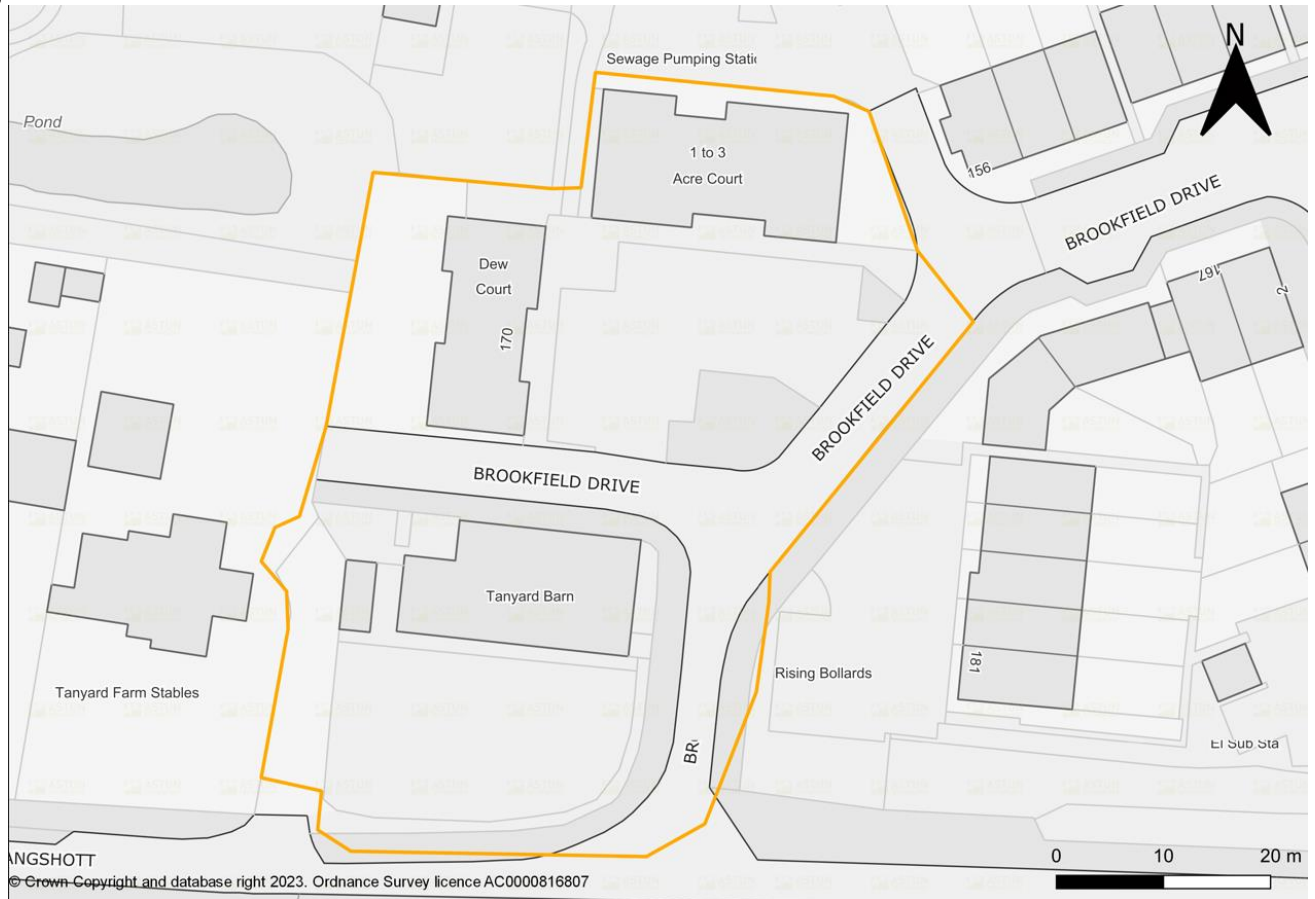 Sewage Pumping Statio
N
Pond
1 to 3
Acre Court
156
BROOKFIELD DRIVE
Dew
Court
170
167
2
BROOKFIELD DRIVE
BROOKFIELD DRIVE
Tanyard Barn
Rising Bollards
181
Tanyard Farm Stables
El Sub Sta
BR
ANGSHOTT
0 10 20 m
© Crown Copyright and database right 2023. Ordnance Survey licence AC0000816807